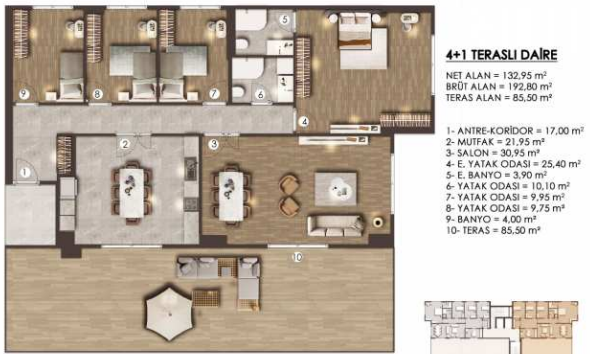 4+1 TERASLI DAİRE
NET ALAN = 132,95 m²
BRÜT ALAN = 192,80 m²
TERAS ALAN = 85,50 m²
1- ANTRE-KORİDOR = 17,00 m²
2- MUTFAK = 21,95 m²
3- SALON = 30,95 m²
4- E. YATAK ODASI = 25,40 m²
5- E. BANYO = 3,90 m²
6- YATAK ODASI = 10,10 m²
7- YATAK ODASI = 9,95 m²
8- YATAK ODASI = 9,75 m²
9- BANYO = 4,00 m²
10- TERAS = 85,50 m²
5
9
8
7
6
4
2
3
1
10